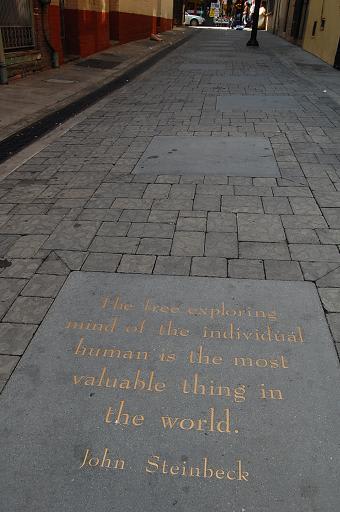 The free exploring
mind of the individual
human is the most
valuable thing in
the world.
John Steinbeck